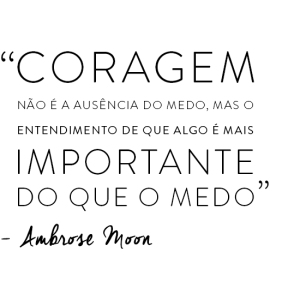 “CORAGEM
NÃO É A AUSÊNCIA DO MEDO, MAS O
ENTENDIMENTO DE QUE ALGO É MAIS
IMPORTANTE
DO QUE O MEDO”
- Ambrose Moon